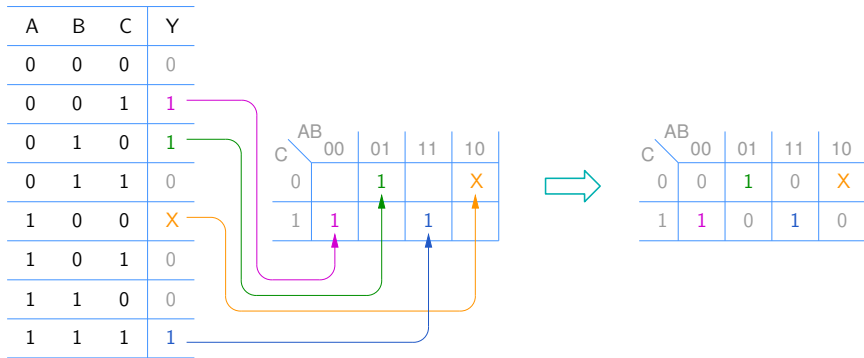 A B C Y
0 0 0 0
0 0 1 1
0 1 0 1
0 1 1 0
1 0 0 X
1 0 1 0
1 1 0 0
1 1 1 1
AB
C 00 01 11 10
0 1 X
1 1 1
AB
C 00 01 11 10
0 0 1 0 X
1 1 0 1 0